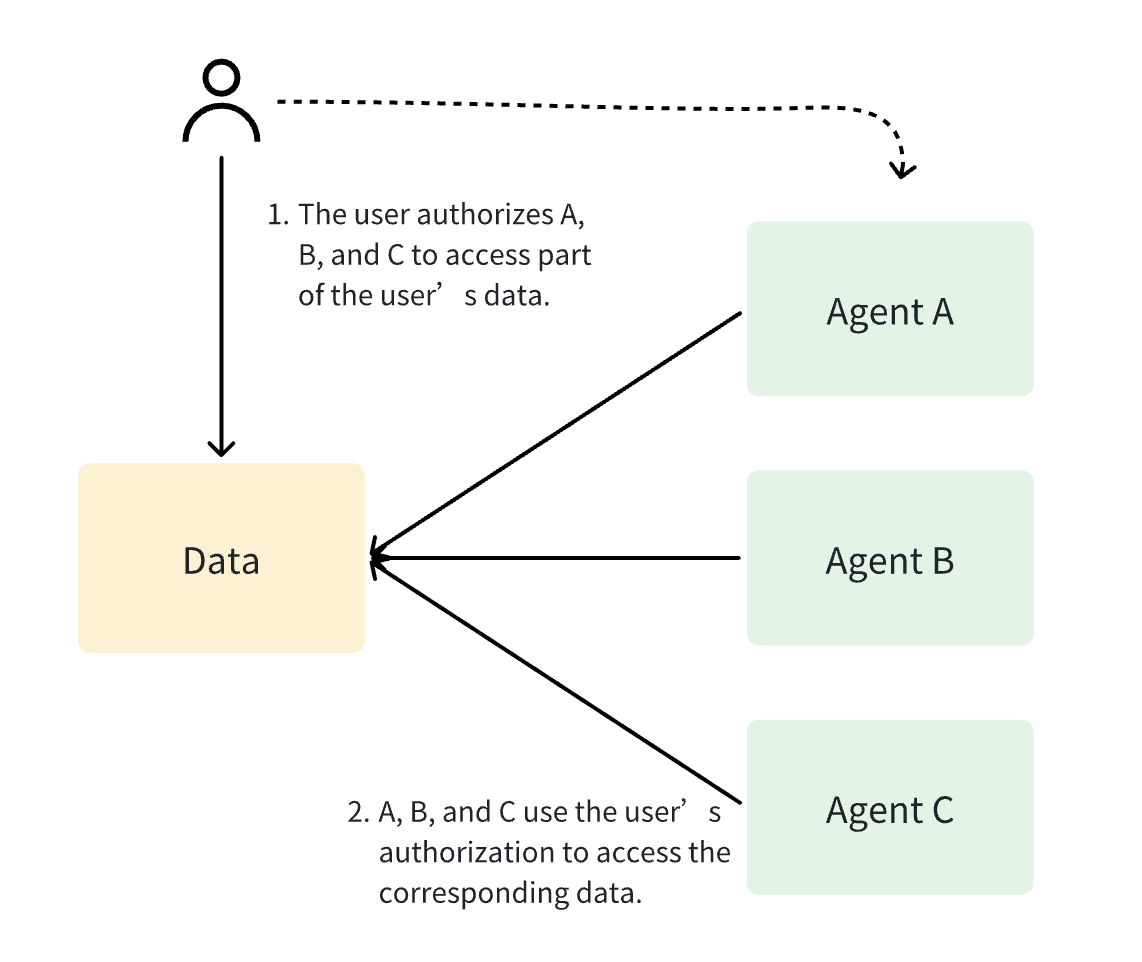 1. The user authorizes A,
B, and C to access part
of the user’s data.
Agent A
Data
Agent B
Agent C
2. A, B, and C use the user’s
authorization to access the
corresponding data.